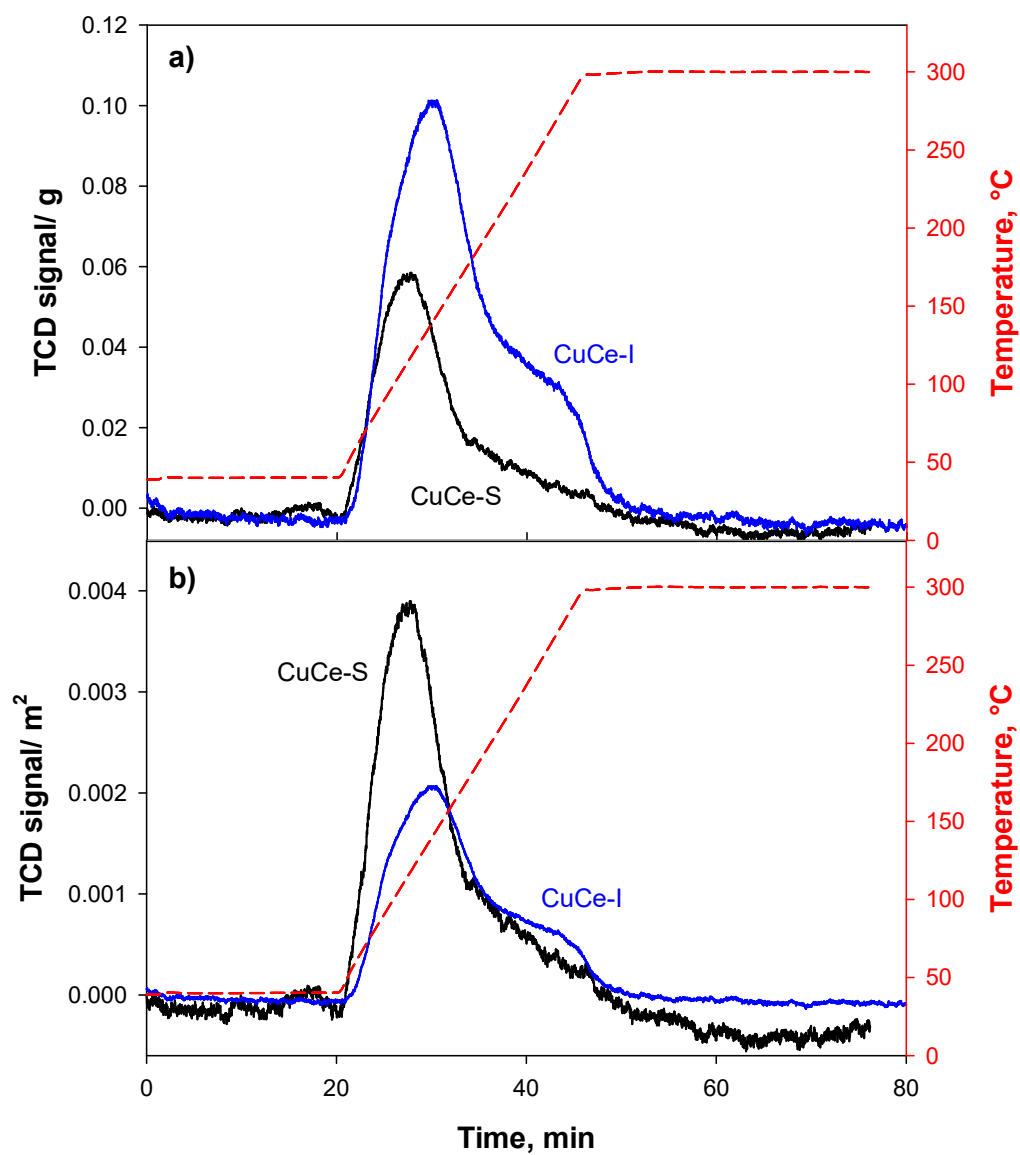 a)
TCD signal/ g
0.12
0.10
0.08
0.06
0.04
0.02
0.00
CuCe-I
CuCe-S
300
250
200
150
100
50
0
Temperature, °C
b)
TCD signal/ m²
0.004
0.003
0.002
0.001
0.000
CuCe-S
CuCe-I
300
250
200
150
100
50
0
Temperature, °C
0 20 40 60 80
Time, min